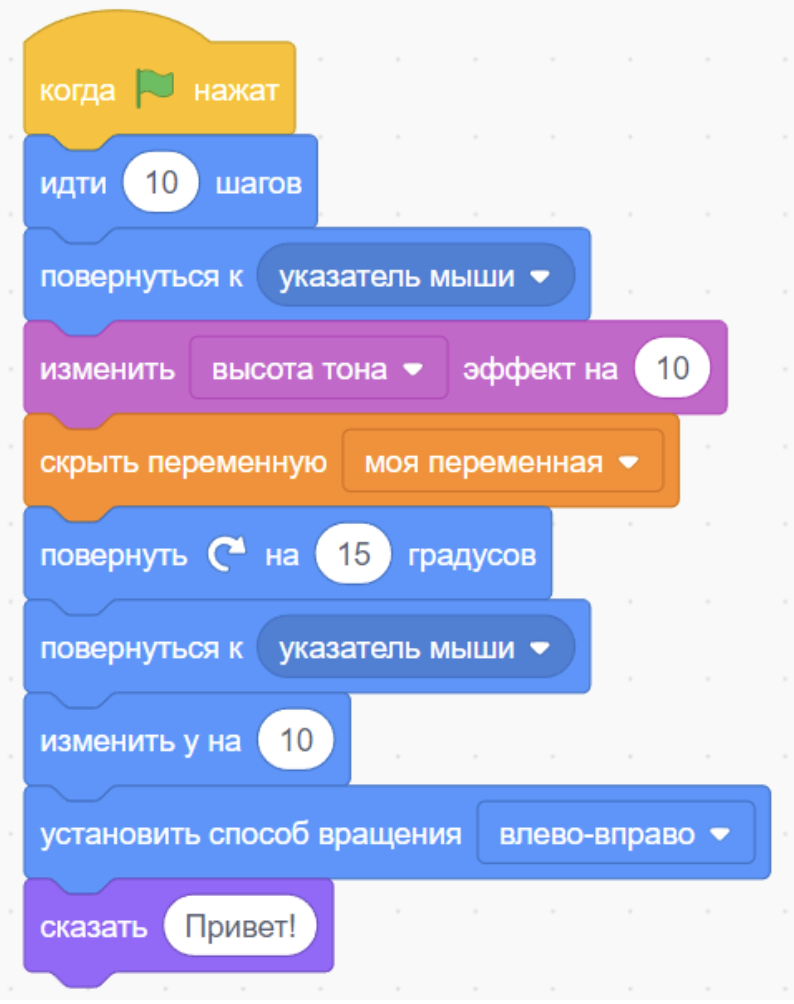 когда нажат
идти 10 шагов
повернуться к указатель мыши
изменить высота тона эффект на 10
скрыть переменную моя переменная
повернуть на 15 градусов
повернуться к указатель мыши
изменить y на 10
установить способ вращения влево-вправо
сказать Привет!